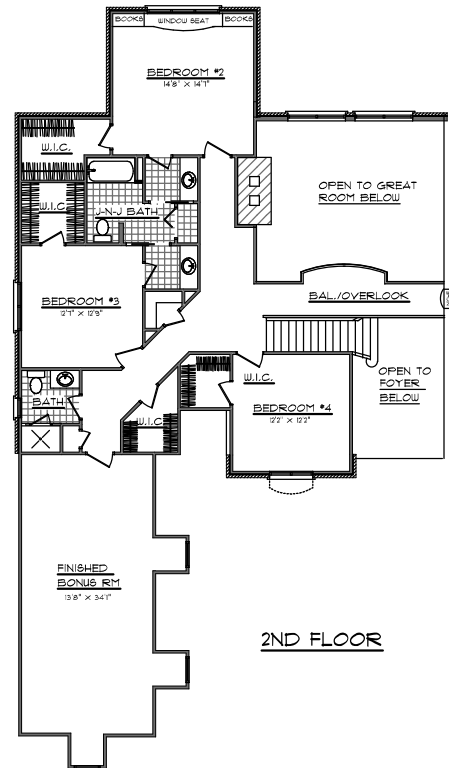 BOOKS WINDOW SEAT BOOKS
BEDROOM #2
14'8" X 14'7"
W.I.C.
W.I.C.
J-N-J BATH
OPEN TO GREAT
ROOM BELOW
BAL./OVERLOOK
BEDROOM #3
12'7" X 12'9"
OPEN TO
FOYER
BELOW
W.I.C.
BATH
W.I.C.
BEDROOM #4
12'2" X 12'2"
FINISHED
BONUS RM
13'8" X 34'1"
2ND FLOOR